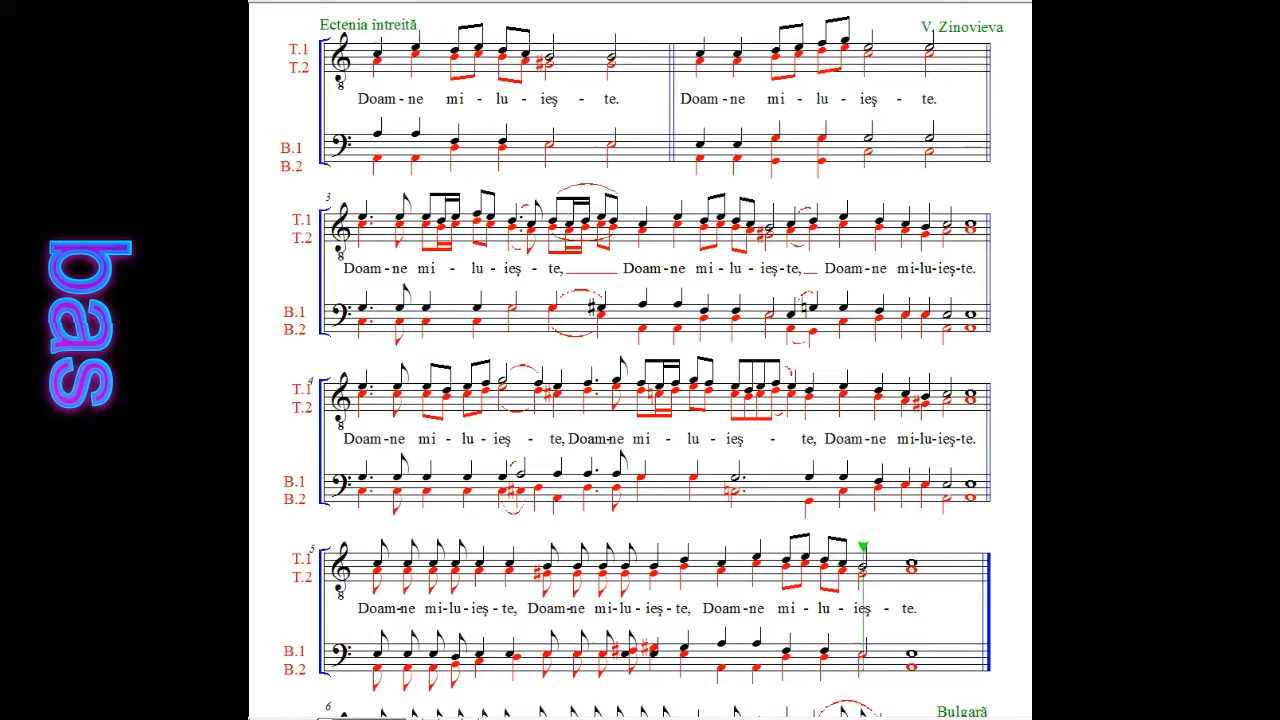 Ectenia întreită V. Zinovieva
T.1
T.2
Doam-ne mi-lu-ieş-te. Doam-ne mi-lu-ieş-te.
B.1
B.2
3
T.1
T.2
Doam-ne mi-lu-ieş-te, Doam-ne mi-lu-ieş-te, Doam-ne mi-lu-ieş-te.
B.1
B.2
4
T.1
T.2
Doam-ne mi-lu-ieş-te, Doam-ne mi-lu-ieş-te, Doam-ne mi-lu-ieş-te.
B.1
B.2
5
T.1
T.2
Doam-ne mi-lu-ieş-te, Doam-ne mi-lu-ieş-te, Doam-ne mi-lu-ieş-te.
B.1
B.2
6 Bulgară
bas